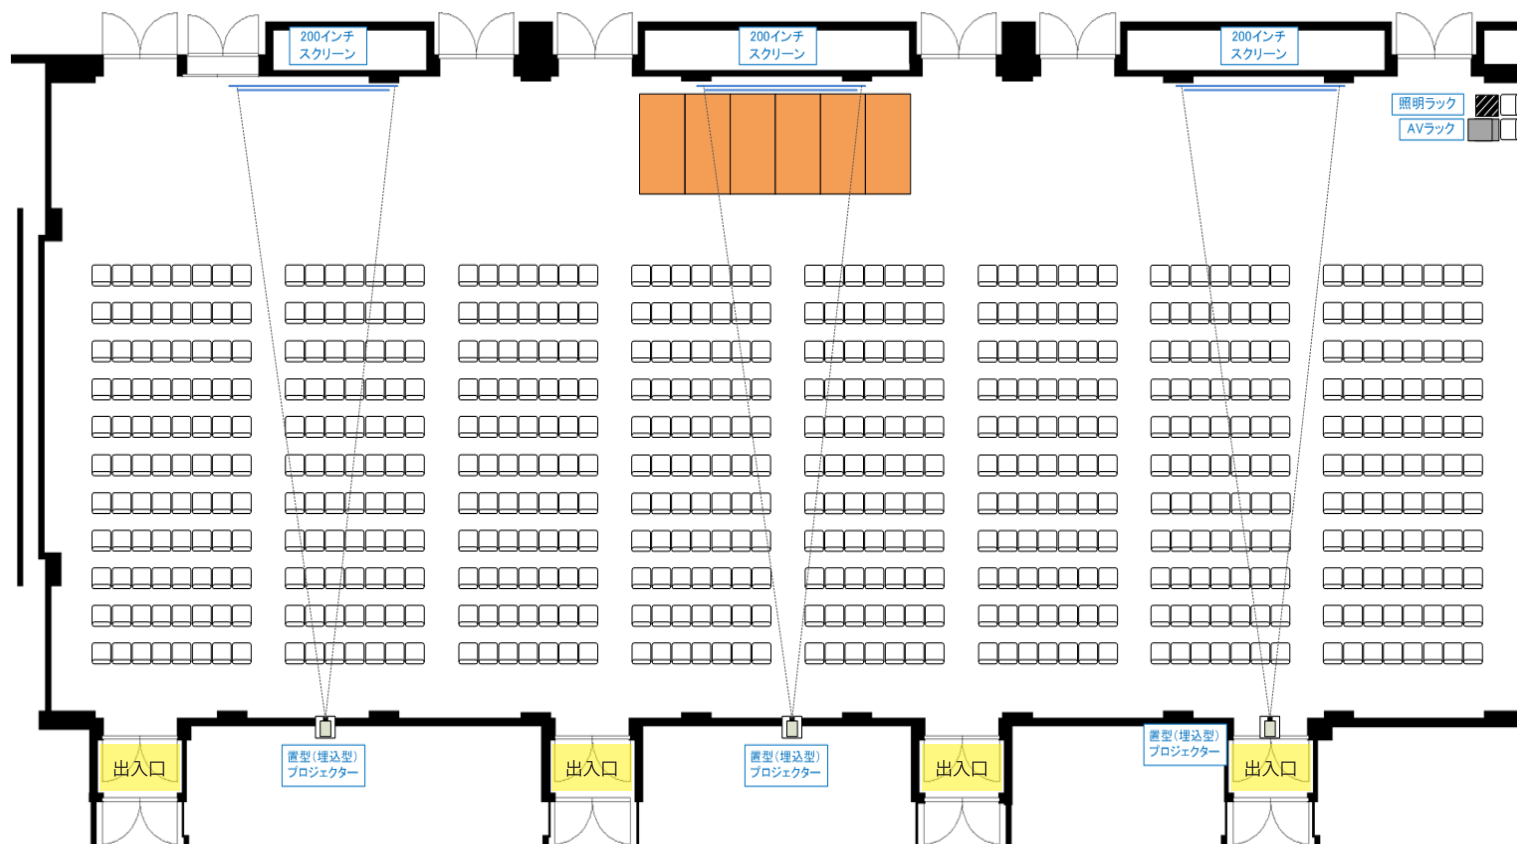 200インチ
スクリーン
200インチ
スクリーン
200インチ
スクリーン
照明ラック
AVラック
置型(埋込型)
プロジェクター
置型(埋込型)
プロジェクター
置型(埋込型)
プロジェクター
出入口
出入口
出入口
出入口